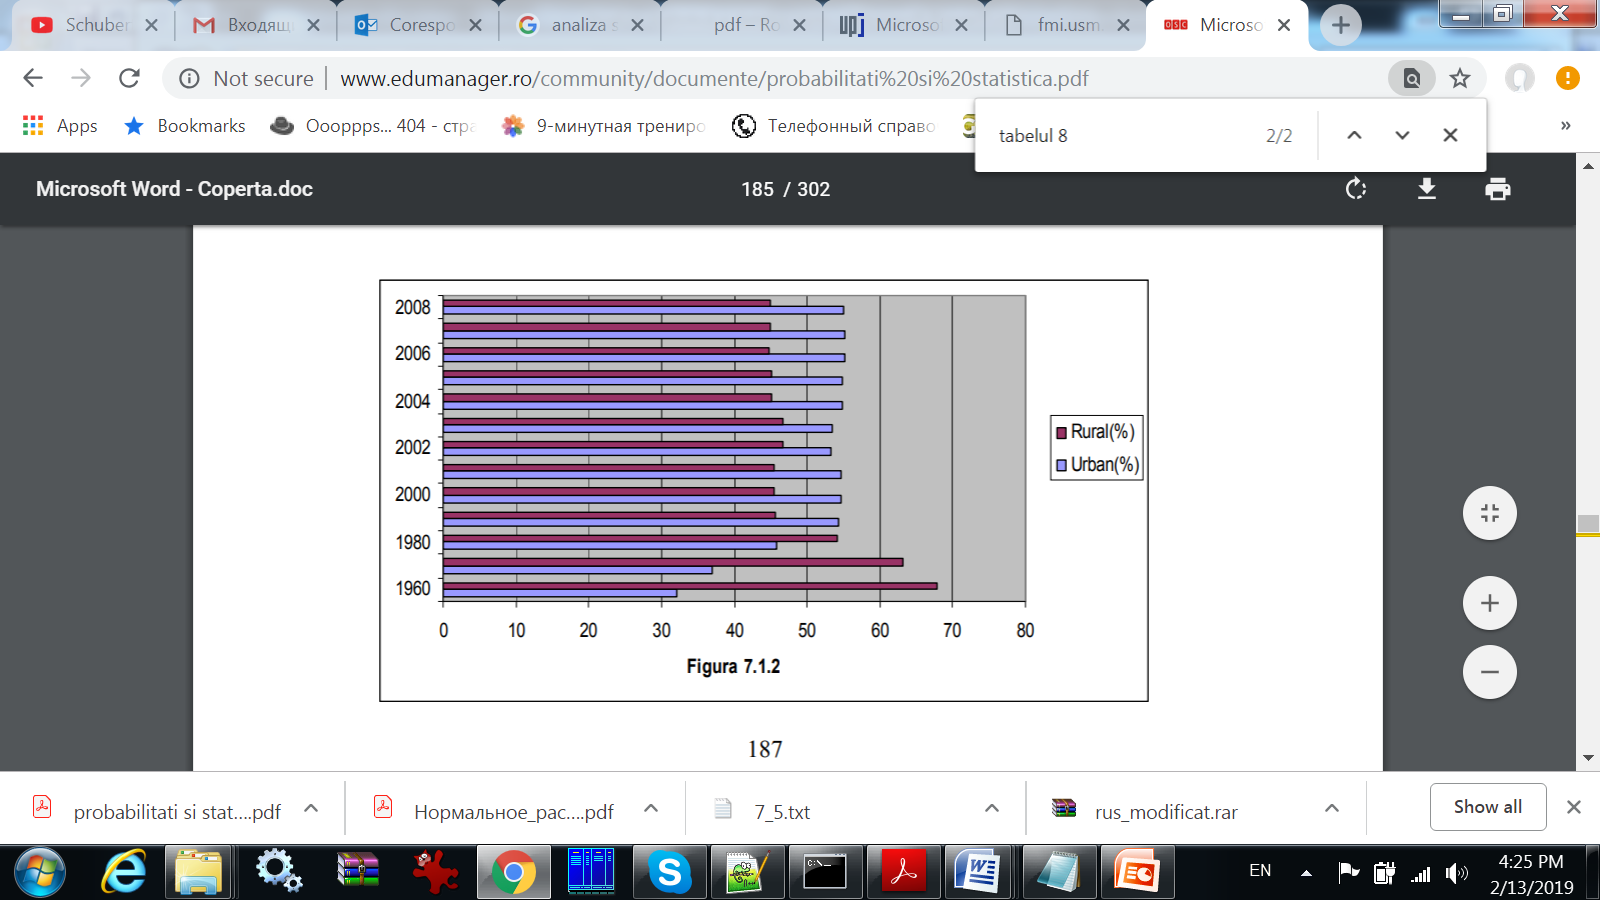 Schuber
Входящ
Corespo
analiza s
pdf – Ro
Microso
fmi.usm.
Microso
Not secure
www.edumanager.ro/community/documente/probabilitati%20si%20statistica.pdf
Apps
Bookmarks
Oooppps... 404 - стра
9-минутная трениро
Телефонный справо
»
tabelul 8
2/2
Microsoft Word - Coperta.doc
185 / 302
2008
2006
2004
2002
2000
1980
1960
0 10 20 30 40 50 60 70 80
Rural(%)
Urban(%)
Figura 7.1.2
187
probabilitati si stat....pdf
Нормальное_рас....pdf
7_5.txt
rus_modificat.rar
Show all
EN
4:25 PM
2/13/2019